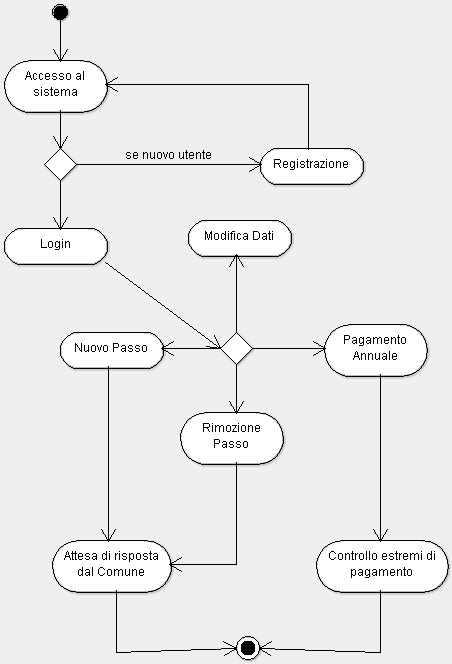 Accesso al
sistema
se nuovo utente
Registrazione
Login
Modifica Dati
Nuovo Passo
Pagamento
Annuale
Rimozione
Passo
Attesa di risposta
dal Comune
Controllo estremi di
pagamento